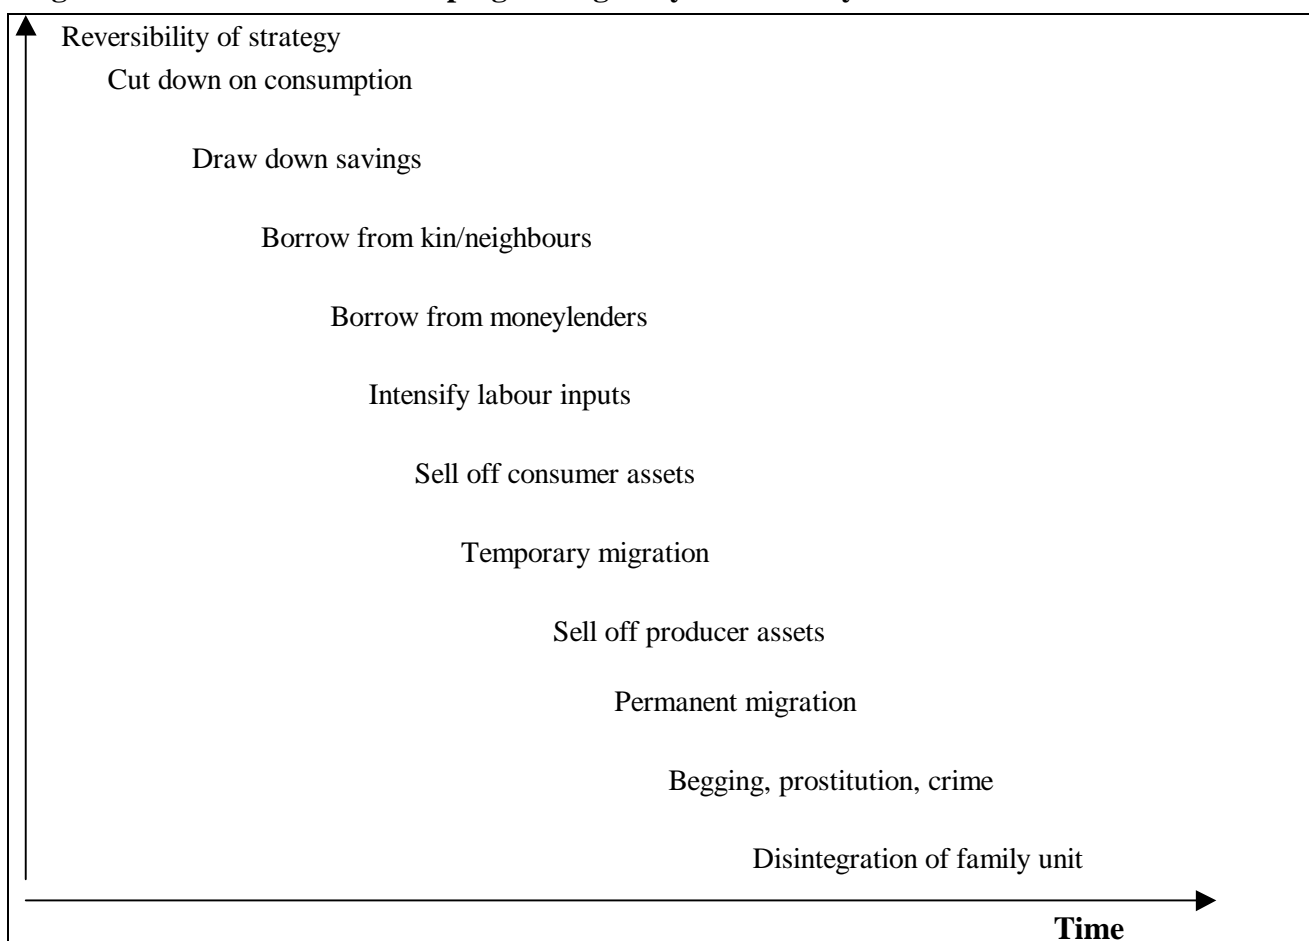 Reversibility of strategy
Cut down on consumption
Draw down savings
Borrow from kin/neighbours
Borrow from moneylenders
Intensify labour inputs
Sell off consumer assets
Temporary migration
Sell off producer assets
Permanent migration
Begging, prostitution, crime
Disintegration of family unit
Time